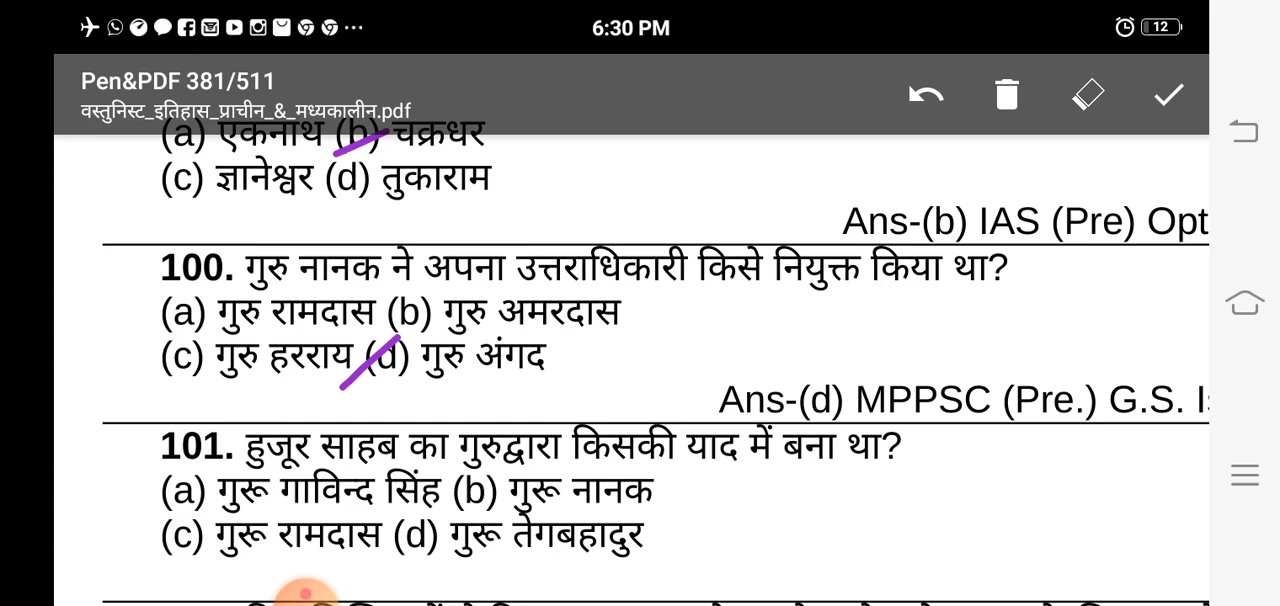 6:30 PM
12
Pen&PDF 381/511
वस्तुनिस्ट_इतिहास_प्राचीन_&_मध्यकालीन.pdf
(a) एकनाथ (b) चक्रधर
(c) ज्ञानेश्वर (d) तुकाराम
Ans-(b) IAS (Pre) Opt
100. गुरु नानक ने अपना उत्तराधिकारी किसे नियुक्त किया था?
(a) गुरु रामदास (b) गुरु अमरदास
(c) गुरु हरराय (d) गुरु अंगद
Ans-(d) MPPSC (Pre.) G.S. I
101. हुजूर साहब का गुरुद्वारा किसकी याद में बना था?
(a) गुरू गाविन्द सिंह (b) गुरू नानक
(c) गुरू रामदास (d) गुरू तेगबहादुर